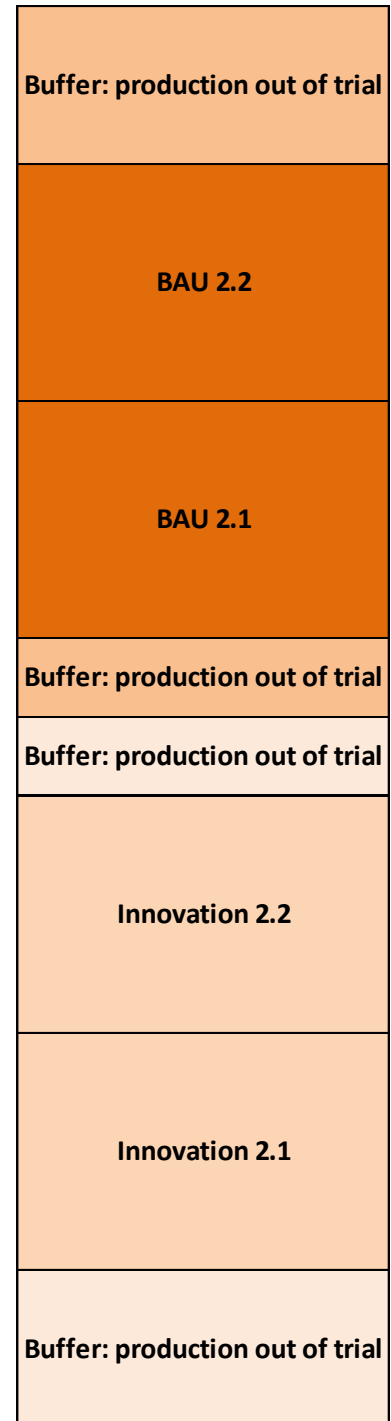 Buffer: production out of trial
BAU 2.2
BAU 2.1
Buffer: production out of trial
Buffer: production out of trial
Innovation 2.2
Innovation 2.1
Buffer: production out of trial